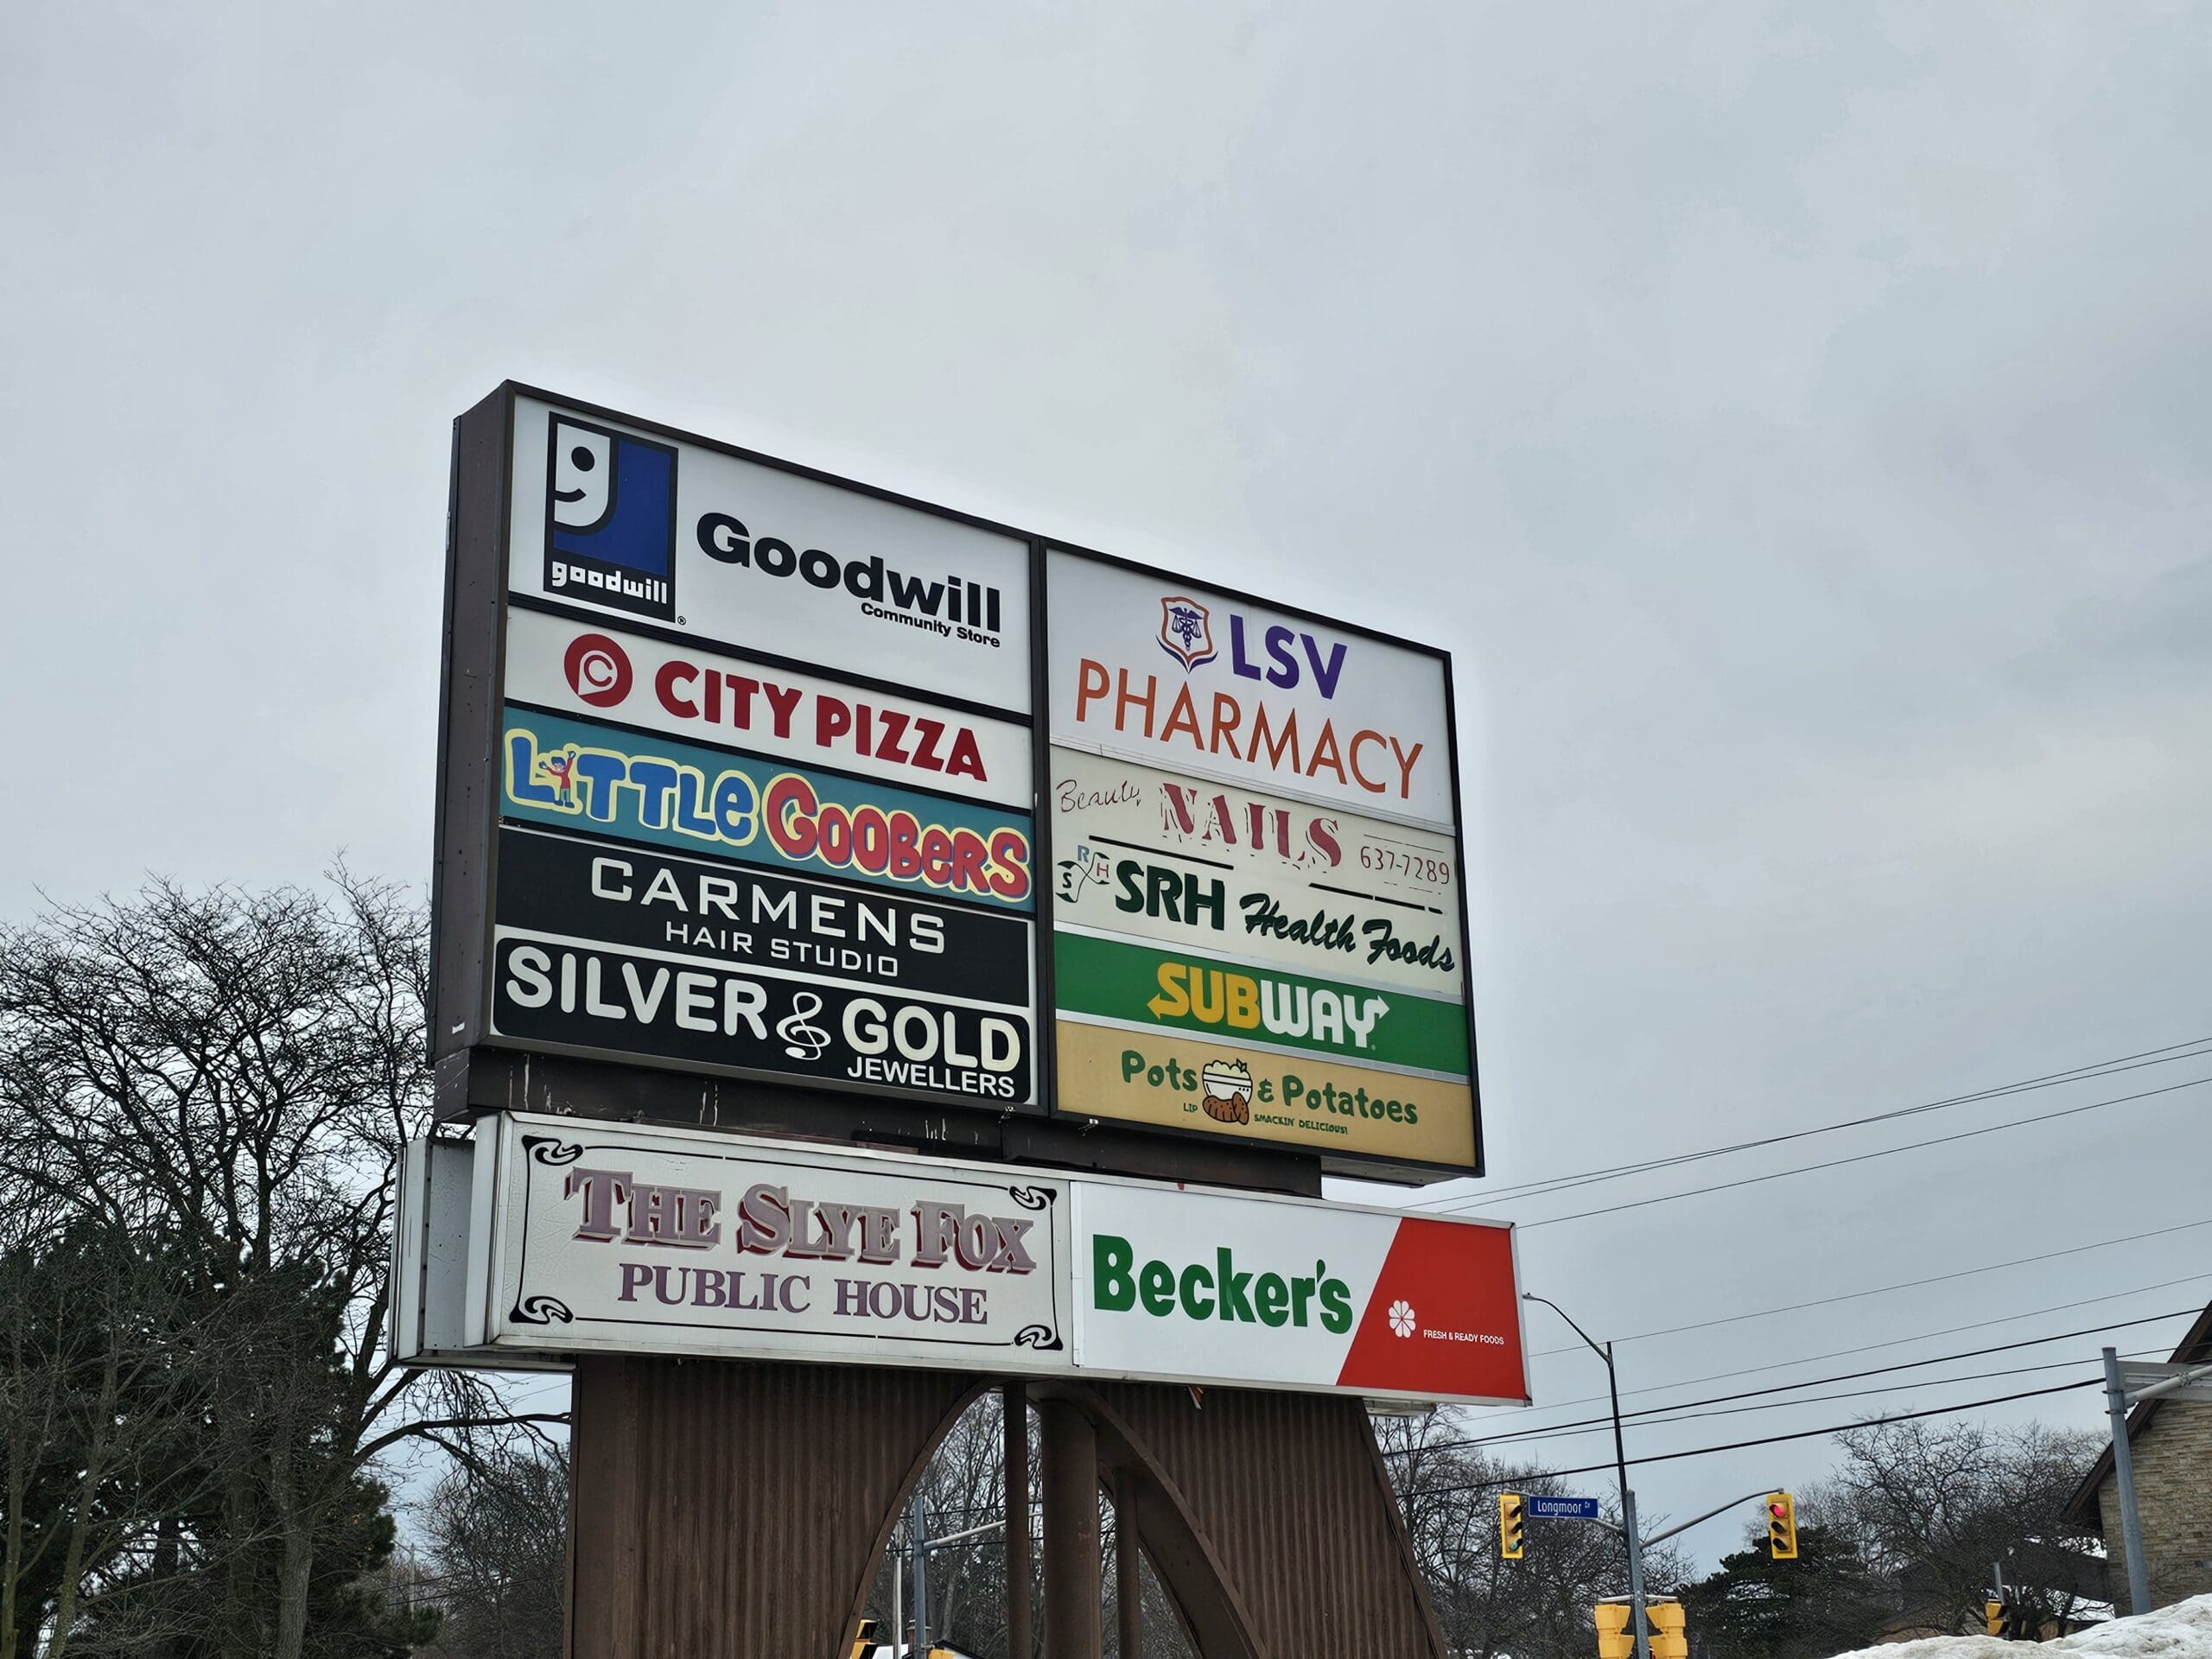 goodwill
®
Goodwill
Community Store
CITY PIZZA
LiTTLe GOOBeRS
CARMENS
HAIR STUDIO
SILVER & GOLD
JEWELLERS
LSV
PHARMACY
Beauty NAILS 637-7289
S R H SRH Health Foods
SUBWAY
Pots & Potatoes
LIP SMACKIN' DELICIOUS!
THE SLYE FOX
PUBLIC HOUSE
Becker's
FRESH & READY FOODS
Longmoor Dr